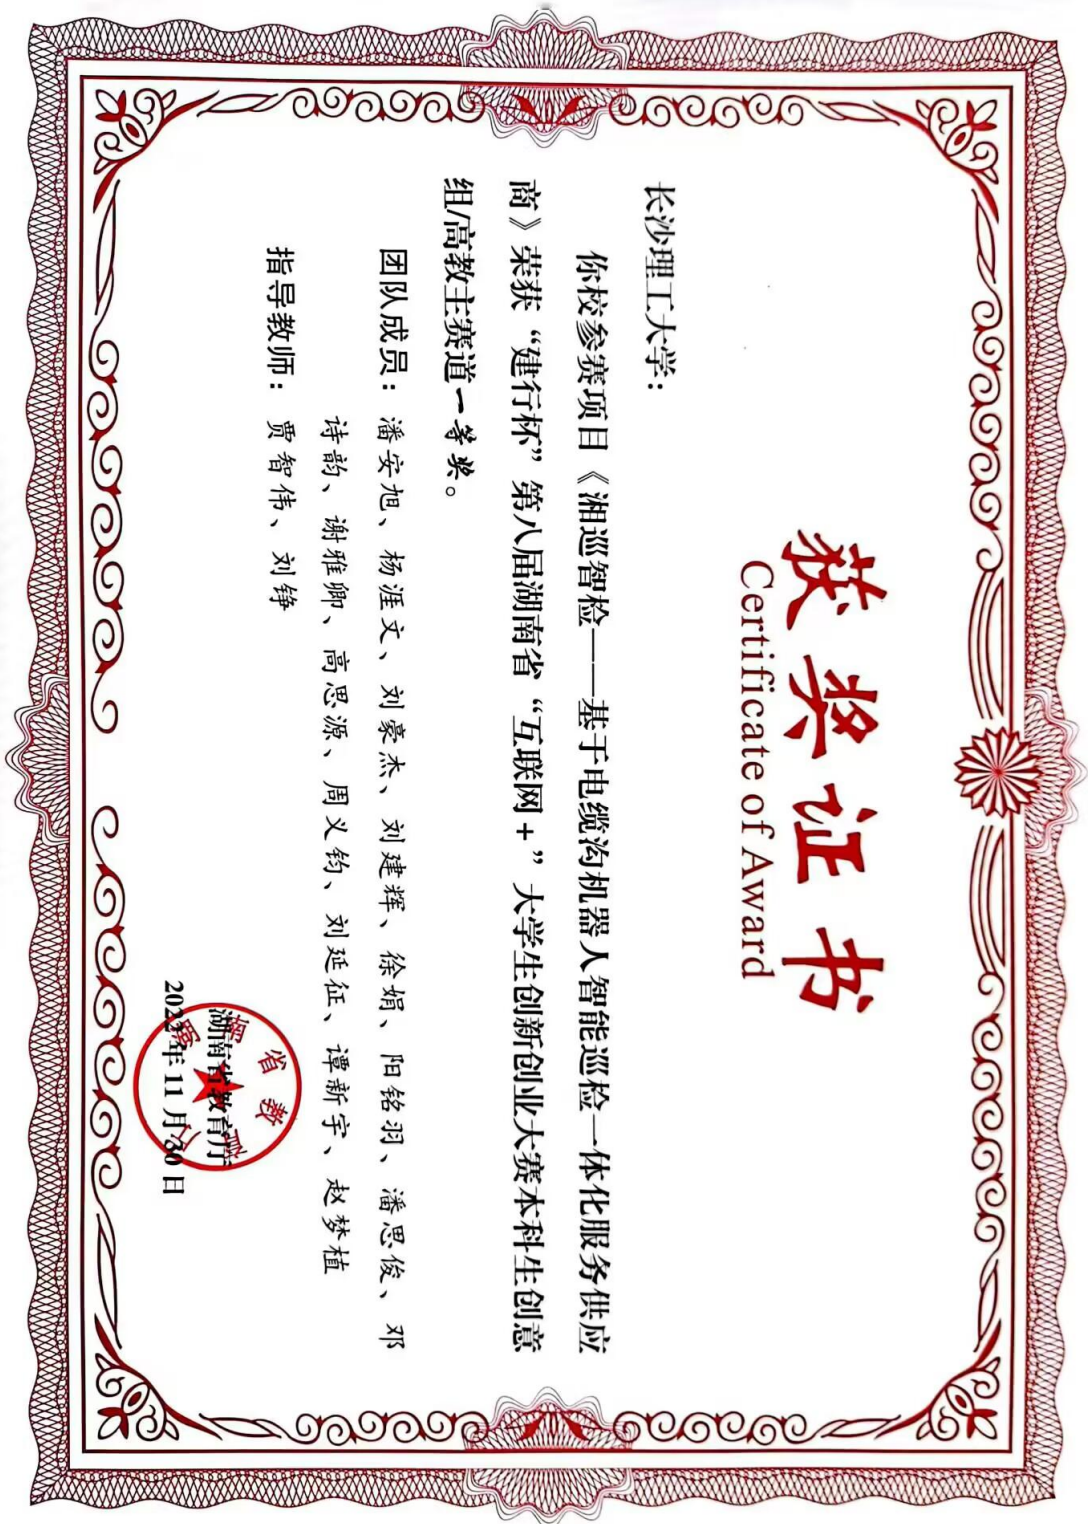 获奖证书
Certificate of Award
长沙理工大学：
你校参赛项目《湘巡智检——基于电缆沟机器人智能巡检一体化服务供应
商》荣获“建行杯”第八届湖南省“互联网+”大学生创新创业大赛本科生创意
组/高教主赛道一等奖。
团队成员：潘安旭、杨涯文、刘豪杰、刘建辉、徐娟、阳铭羽、潘思俊、邓
诗韵、谢雅卿、高思源、周义钧、刘延征、谭新宇、赵梦植
指导教师：贾智伟、刘铮
湖南省教育厅
2022年11月30日